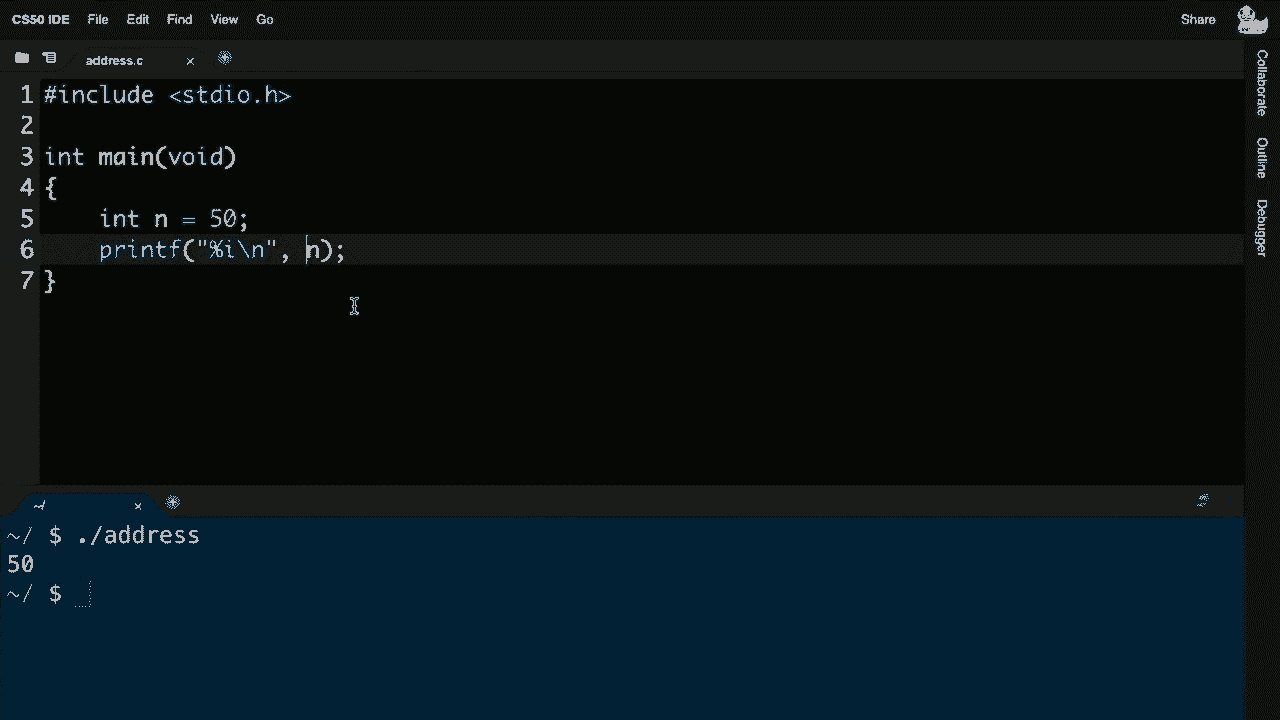 CS50 IDE File Edit Find View Go Share
address.c ×
1 #include <stdio.h>
2
3 int main(void)
4 {
5     int n = 50;
6     printf("%i\n", n);
7 }
Collaborate
Outline
Debugger
~/ $ ./address
50
~/ $